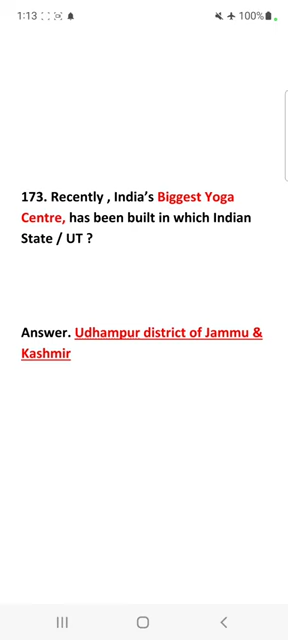 1:13 100%
173. Recently , India’s Biggest Yoga
Centre, has been built in which Indian
State / UT ?
Answer. Udhampur district of Jammu &
Kashmir